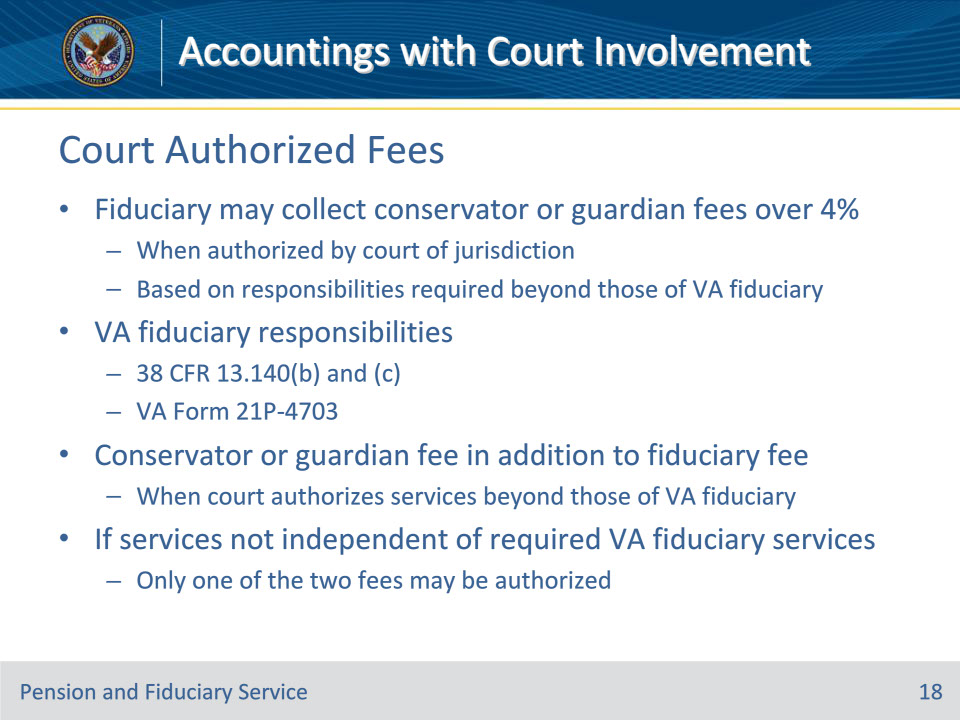 Accountings with Court Involvement
Court Authorized Fees
• Fiduciary may collect conservator or guardian fees over 4%
– When authorized by court of jurisdiction
– Based on responsibilities required beyond those of VA fiduciary
• VA fiduciary responsibilities
– 38 CFR 13.140(b) and (c)
– VA Form 21P-4703
• Conservator or guardian fee in addition to fiduciary fee
– When court authorizes services beyond those of VA fiduciary
• If services not independent of required VA fiduciary services
– Only one of the two fees may be authorized
Pension and Fiduciary Service
18